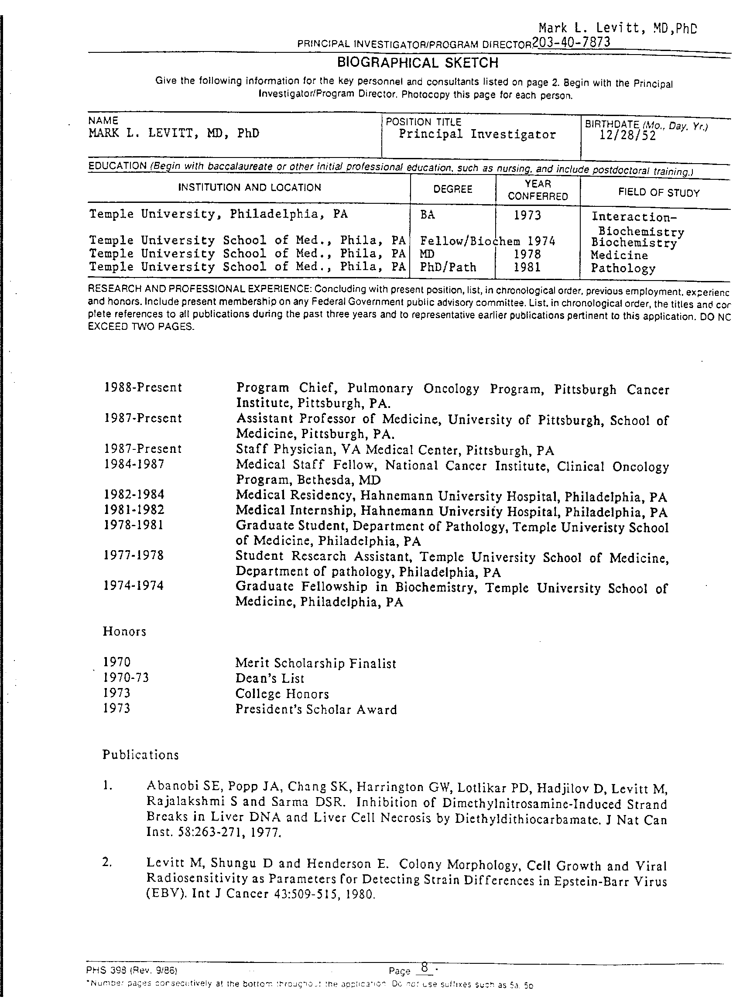 Mark L. Levitt, MD,PhD
PRINCIPAL INVESTIGATOR/PROGRAM DIRECTOR 203-40-7873
BIOGRAPHICAL SKETCH
Give the following information for the key personnel and consultants listed on page 2. Begin with the Principal
Investigator/Program Director. Photocopy this page for each person.
NAME POSITION TITLE BIRTHDATE (Mo., Day, Yr.)
MARK L. LEVITT, MD, PhD Principal Investigator 12/28/52
EDUCATION (Begin with baccalaureate or other initial professional education, such as nursing, and include postdoctoral training.)
INSTITUTION AND LOCATION DEGREE YEAR CONFERRED FIELD OF STUDY
Temple University, Philadelphia, PA BA 1973 Interaction-
Biochemistry
Temple University School of Med., Phila, PA Fellow/Biochem 1974 Biochemistry
Temple University School of Med., Phila, PA MD 1978 Medicine
Temple University School of Med., Phila, PA PhD/Path 1981 Pathology
RESEARCH AND PROFESSIONAL EXPERIENCE: Concluding with present position, list, in chronological order, previous employment, experienc
and honors. Include present membership on any Federal Government public advisory committee. List, in chronological order, the titles and con
plete references to all publications during the past three years and to representative earlier publications pertinent to this application. DO NO
EXCEED TWO PAGES.
1988-Present Program Chief, Pulmonary Oncology Program, Pittsburgh Cancer
Institute, Pittsburgh, PA.
1987-Present Assistant Professor of Medicine, University of Pittsburgh, School of
Medicine, Pittsburgh, PA.
1987-Present Staff Physician, VA Medical Center, Pittsburgh, PA
1984-1987 Medical Staff Fellow, National Cancer Institute, Clinical Oncology
Program, Bethesda, MD
1982-1984 Medical Residency, Hahnemann University Hospital, Philadelphia, PA
1981-1982 Medical Internship, Hahnemann University Hospital, Philadelphia, PA
1978-1981 Graduate Student, Department of Pathology, Temple Univeristy School
of Medicine, Philadelphia, PA
1977-1978 Student Research Assistant, Temple University School of Medicine,
Department of pathology, Philadelphia, PA
1974-1974 Graduate Fellowship in Biochemistry, Temple University School of
Medicine, Philadelphia, PA
Honors
1970 Merit Scholarship Finalist
1970-73 Dean's List
1973 College Honors
1973 President's Scholar Award
Publications
1. Abanobi SE, Popp JA, Chang SK, Harrington GW, Lotlikar PD, Hadjilov D, Levitt M,
Rajalakshmi S and Sarma DSR. Inhibition of Dimethylnitrosamine-Induced Strand
Breaks in Liver DNA and Liver Cell Necrosis by Diethyldithiocarbamate. J Nat Can
Inst. 58:263-271, 1977.
2. Levitt M, Shungu D and Henderson E. Colony Morphology, Cell Growth and Viral
Radiosensitivity as Parameters for Detecting Strain Differences in Epstein-Barr Virus
(EBV). Int J Cancer 43:509-515, 1980.
PHS 398 (Rev. 9/86) Page 8 *
*Number pages consecutively at the bottom throughout the application. Do not use suffixes such as 5a, 5b